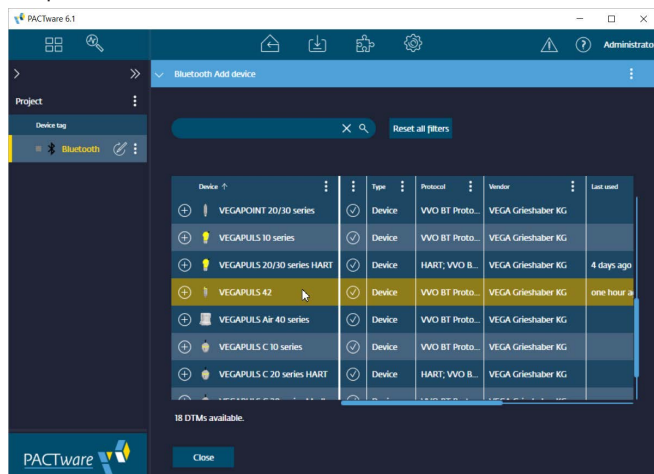 PACTware 6.1
Administrato
Bluetooth Add device
Project
Device tag
Bluetooth
Reset all filters
Device ↑ Type Protocol Vendor Last used
VEGAPOINT 20/30 series Device VVO BT Proto... VEGA Grieshaber KG
VEGAPULS 10 series Device VVO BT Proto... VEGA Grieshaber KG
VEGAPULS 20/30 series HART Device HART; VVO B... VEGA Grieshaber KG 4 days ago
VEGAPULS 42 Device VVO BT Proto... VEGA Grieshaber KG one hour a
VEGAPULS Air 40 series Device VVO BT Proto... VEGA Grieshaber KG
VEGAPULS C 10 series Device VVO BT Proto... VEGA Grieshaber KG
VEGAPULS C 20 series HART Device HART; VVO B... VEGA Grieshaber KG
18 DTMs available.
Close
PACTware